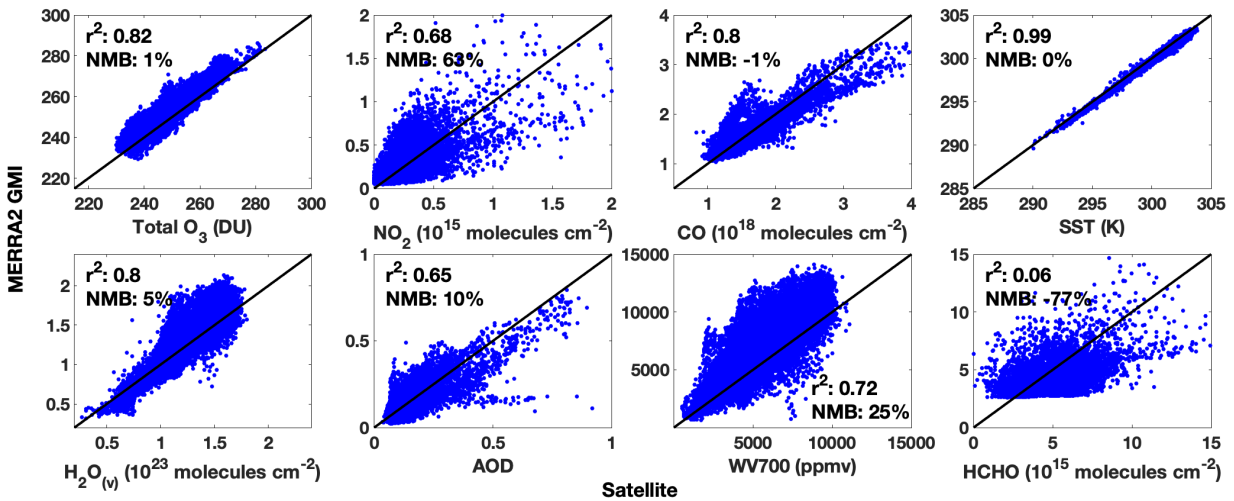 MERRA2 GMI
r²: 0.82
NMB: 1%
300
280
260
240
220
220 240 260 280 300
Total O₃ (DU)
r²: 0.68
NMB: 63%
2
1.5
1
0.5
0
0 0.5 1 1.5 2
NO₂ (10¹⁵ molecules cm⁻²)
r²: 0.8
NMB: -1%
4
3
2
1
1 2 3 4
CO (10¹⁸ molecules cm⁻²)
r²: 0.99
NMB: 0%
305
300
295
290
285
285 290 295 300 305
SST (K)
r²: 0.8
NMB: 5%
2
1.5
1
0.5
0.5 1 1.5 2
H₂O₍ᵥ₎ (10²³ molecules cm⁻²)
r²: 0.65
NMB: 10%
1
0.5
0
0 0.5 1
AOD
15000
10000
5000
r²: 0.72
NMB: 25%
5000 10000 15000
WV700 (ppmv)
r²: 0.06
NMB: -77%
15
10
5
0
0 5 10 15
HCHO (10¹⁵ molecules cm⁻²)
Satellite